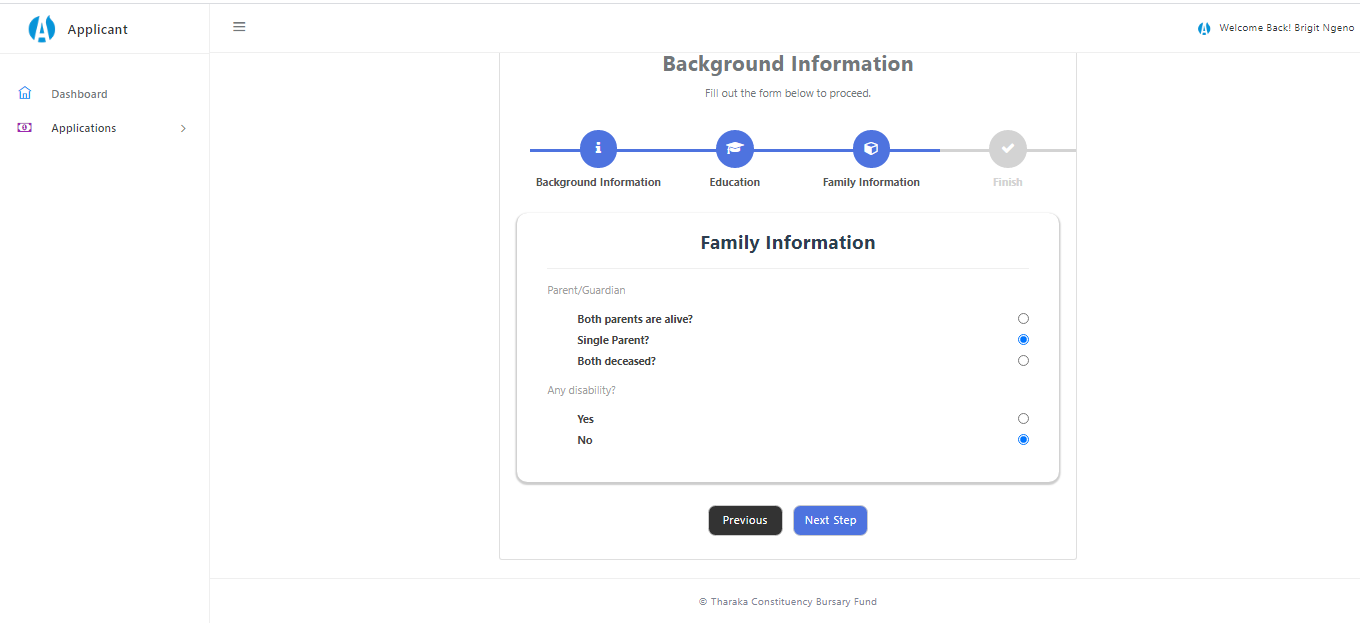 Applicant
Welcome Back! Brigit Ngeno
Dashboard
Applications
Background Information
Fill out the form below to proceed.
Background Information
Education
Family Information
Finish
Family Information
Parent/Guardian
Both parents are alive?
Single Parent?
Both deceased?
Any disability?
Yes
No
Previous
Next Step
© Tharaka Constituency Bursary Fund